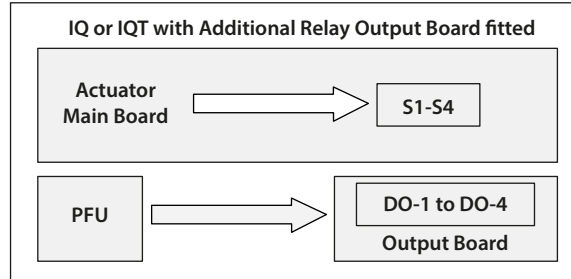 IQ or IQT with Additional Relay Output Board fitted
Actuator
Main Board
S1-S4
PFU
DO-1 to DO-4
Output Board